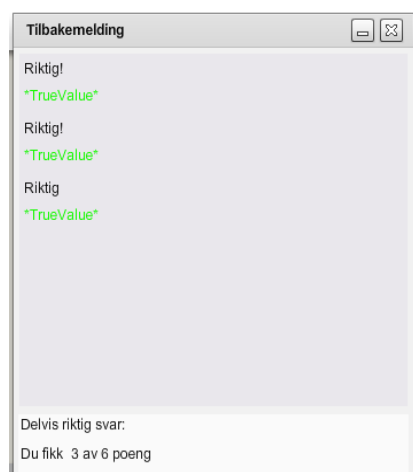 Tilbakemelding
Riktig!
*TrueValue*
Riktig!
*TrueValue*
Riktig
*TrueValue*
Delvis riktig svar:
Du fikk 3 av 6 poeng